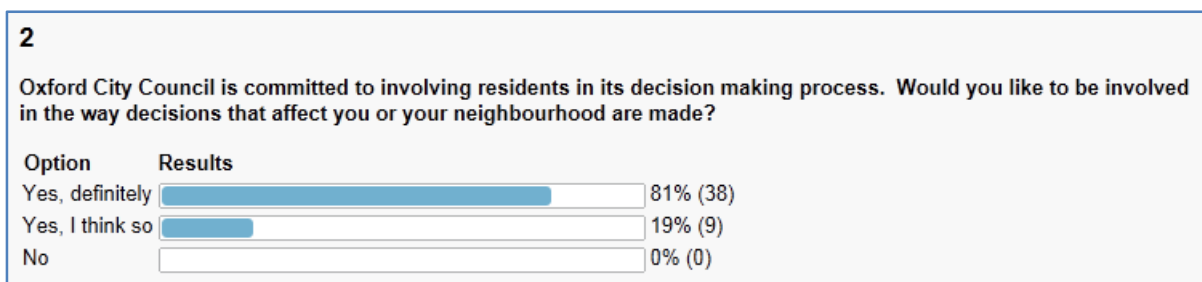 2
Oxford City Council is committed to involving residents in its decision making process.  Would you like to be involved
in the way decisions that affect you or your neighbourhood are made?
Option Results
Yes, definitely 81% (38)
Yes, I think so 19% (9)
No 0% (0)